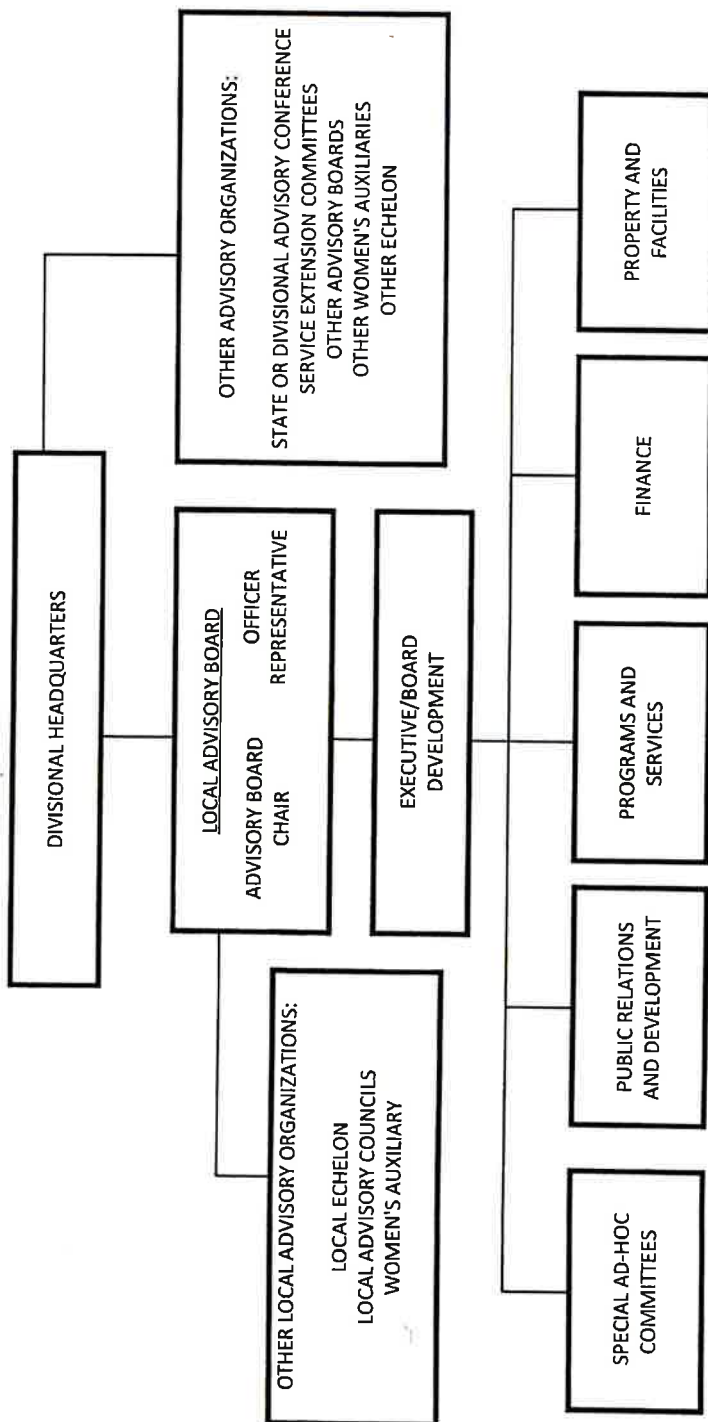 DIVISIONAL HEADQUARTERS
LOCAL ADVISORY BOARD
ADVISORY BOARD
CHAIR
OFFICER
REPRESENTATIVE
OTHER ADVISORY ORGANIZATIONS:
STATE OR DIVISIONAL ADVISORY CONFERENCE
SERVICE EXTENSION COMMITTEES
OTHER ADVISORY BOARDS
OTHER WOMEN'S AUXILIARIES
OTHER ECHELON
OTHER LOCAL ADVISORY ORGANIZATIONS:
LOCAL ECHELON
LOCAL ADVISORY COUNCILS
WOMEN'S AUXILIARY
EXECUTIVE/BOARD
DEVELOPMENT
SPECIAL AD-HOC
COMMITTEES
PUBLIC RELATIONS
AND DEVELOPMENT
PROGRAMS AND
SERVICES
FINANCE
PROPERTY AND
FACILITIES